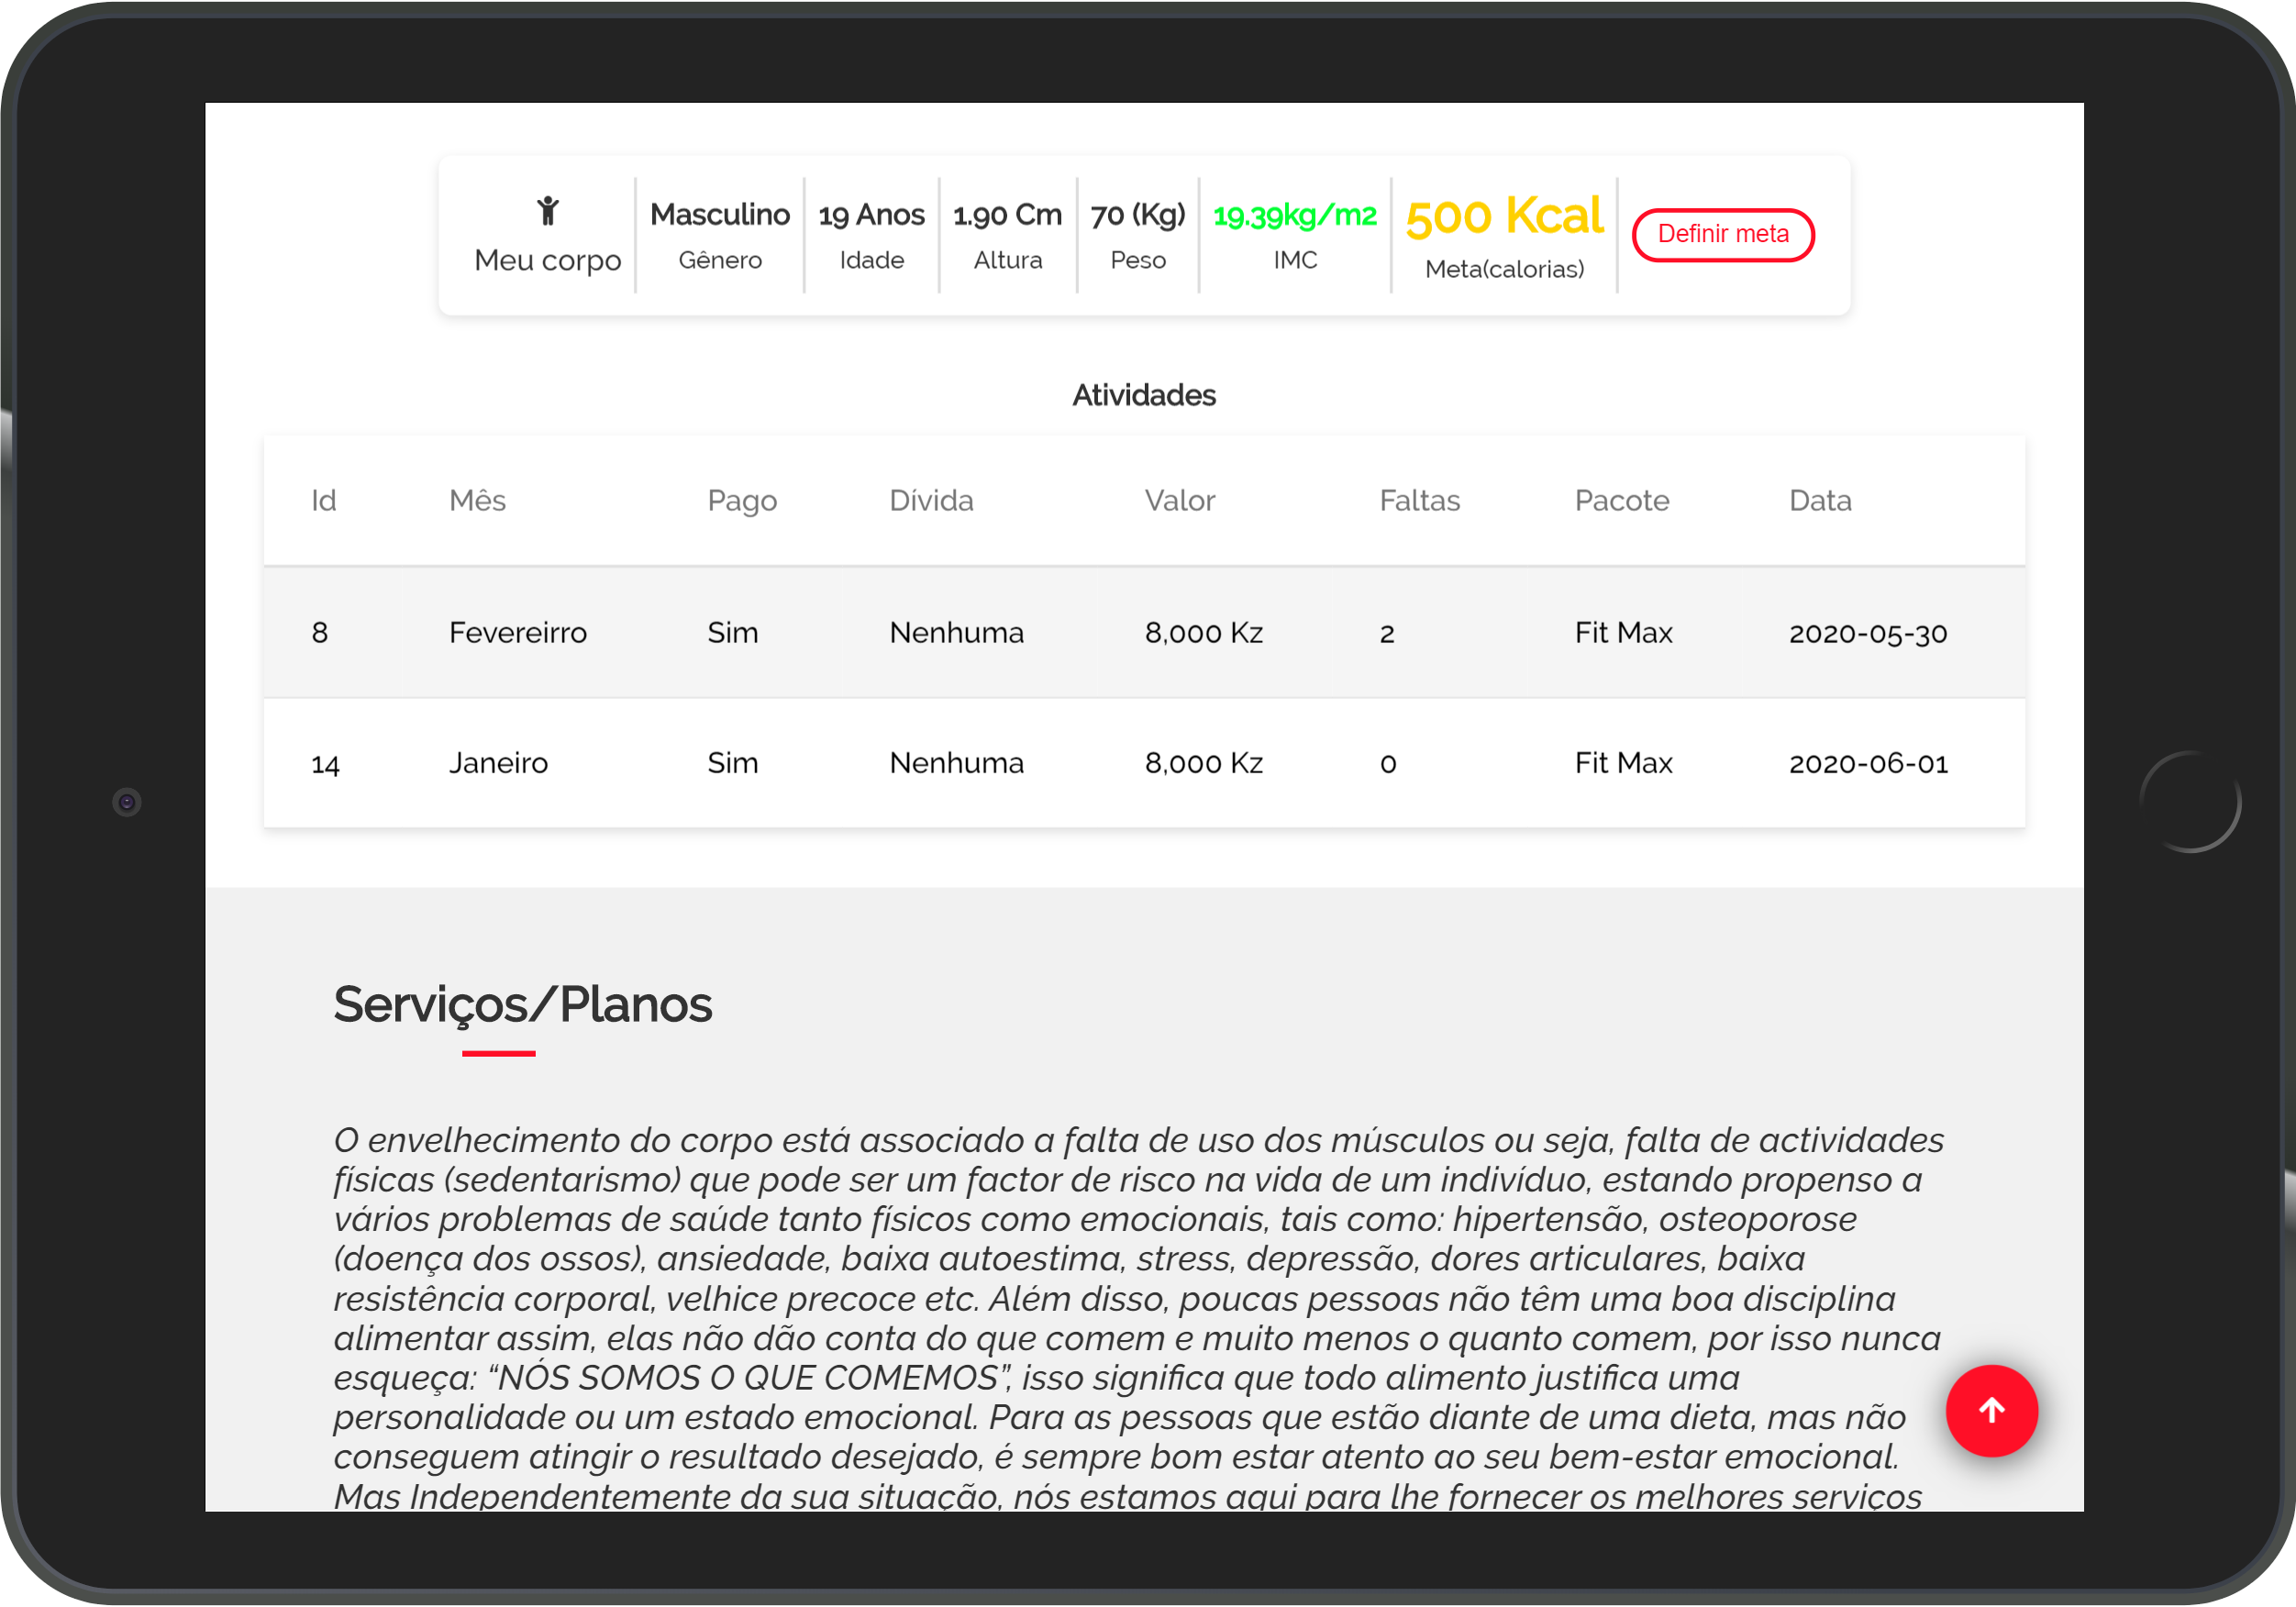 Meu corpo
Masculino
Gênero
19 Anos
Idade
1.90 Cm
Altura
70 (Kg)
Peso
19.39kg/m2
IMC
500 Kcal
Meta(calorias)
Definir meta
Atividades
Id Mês Pago Dívida Valor Faltas Pacote Data
8 Fevereirro Sim Nenhuma 8,000 Kz 2 Fit Max 2020-05-30
14 Janeiro Sim Nenhuma 8,000 Kz 0 Fit Max 2020-06-01
Serviços/Planos
O envelhecimento do corpo está associado a falta de uso dos músculos ou seja, falta de actividades
físicas (sedentarismo) que pode ser um factor de risco na vida de um indivíduo, estando propenso a
vários problemas de saúde tanto físicos como emocionais, tais como: hipertensão, osteoporose
(doença dos ossos), ansiedade, baixa autoestima, stress, depressão, dores articulares, baixa
resistência corporal, velhice precoce etc. Além disso, poucas pessoas não têm uma boa disciplina
alimentar assim, elas não dão conta do que comem e muito menos o quanto comem, por isso nunca
esqueça: “NÓS SOMOS O QUE COMEMOS”, isso significa que todo alimento justifica uma
personalidade ou um estado emocional. Para as pessoas que estão diante de uma dieta, mas não
conseguem atingir o resultado desejado, é sempre bom estar atento ao seu bem-estar emocional.
Mas Independentemente da sua situação, nós estamos aqui para lhe fornecer os melhores serviços